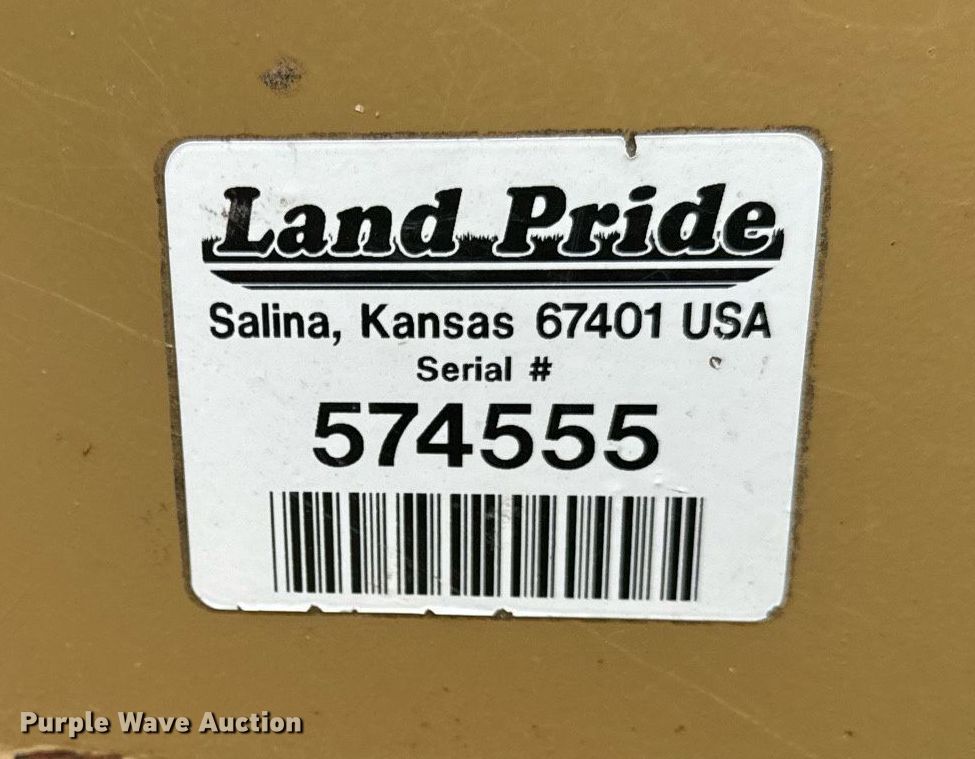 Land Pride
Salina, Kansas 67401 USA
Serial #
574555
Purple Wave Auction